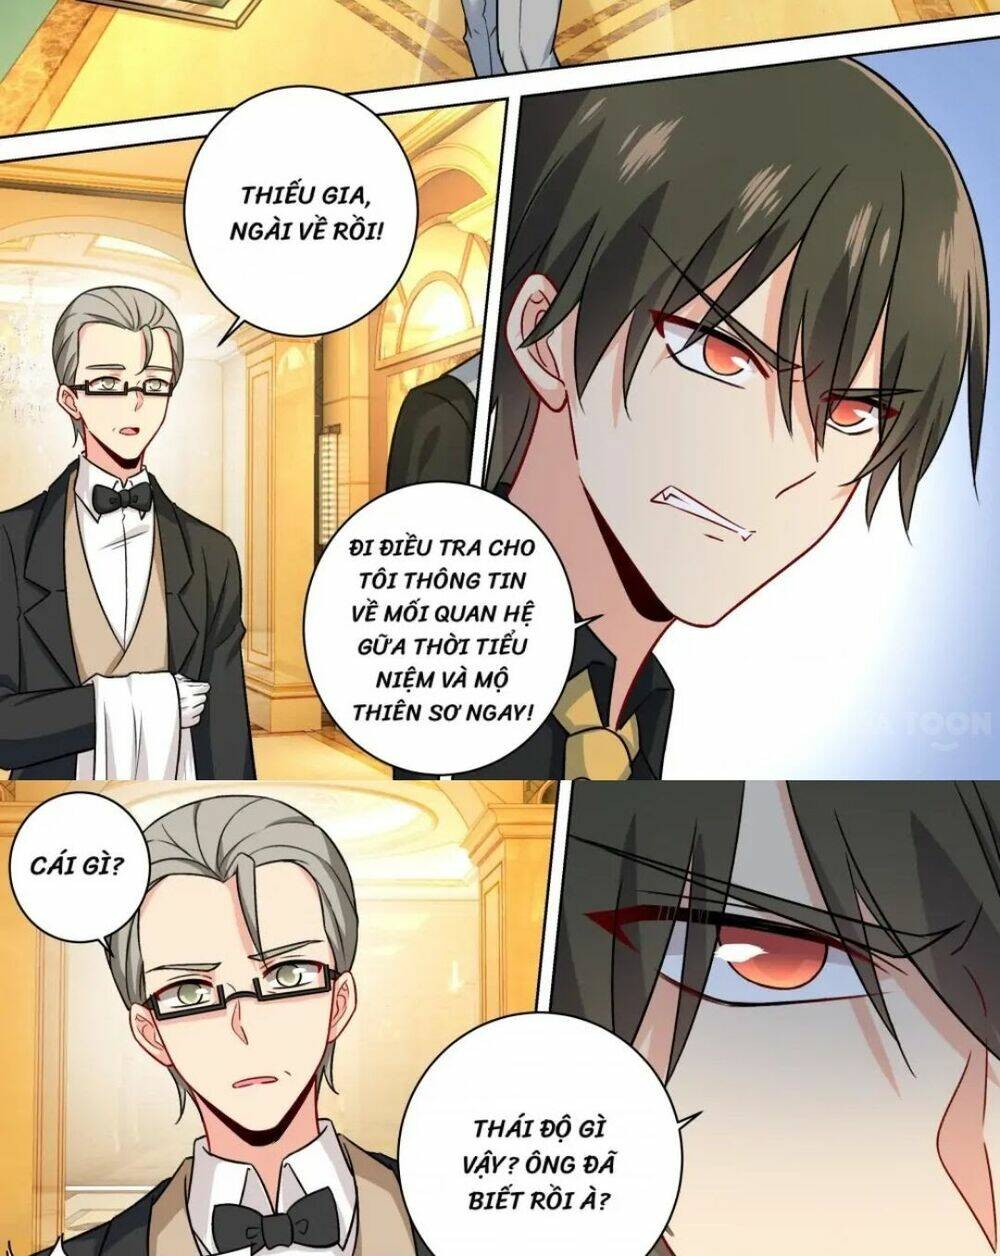 THIẾU GIA,
NGÀI VỀ RỒI!
ĐI ĐIỀU TRA CHO
TÔI THÔNG TIN
VỀ MỐI QUAN HỆ
GỮA THỜI TIỂU
NIỆM VÀ MỘ
THIÊN SƠ NGAY!
TOON
CÁI GÌ?
THÁI ĐỘ GÌ
VẬY? ÔNG ĐÃ
BIẾT RỒI À?